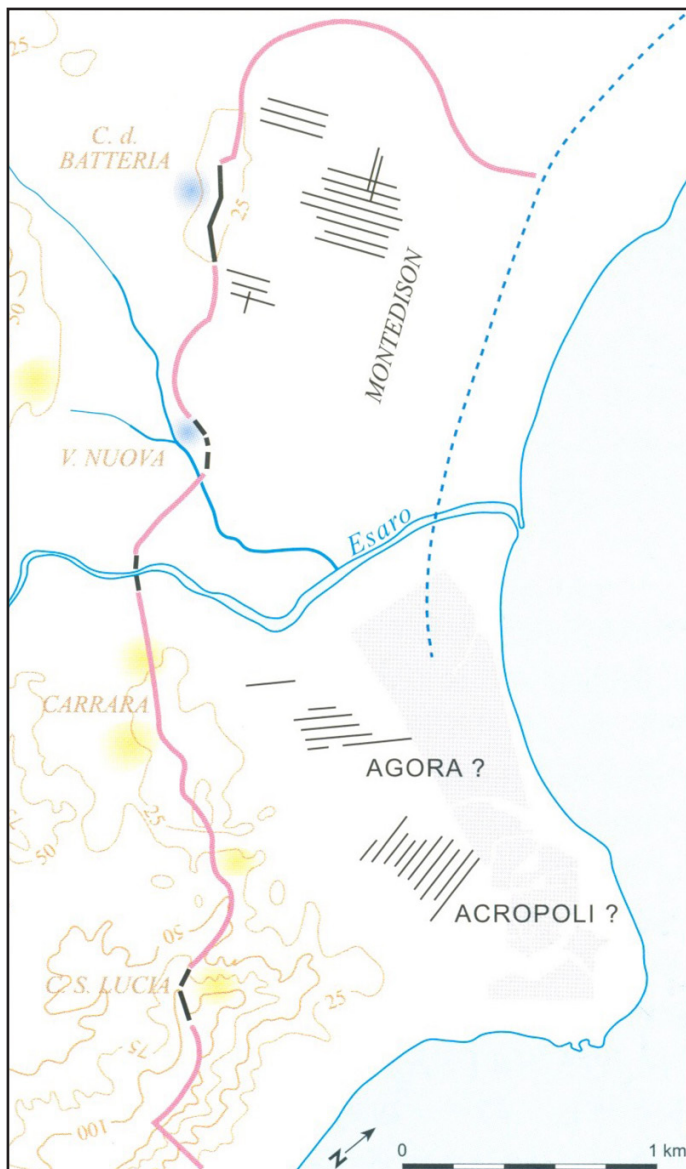 25
C. d.
BATTERIA
25
50
MONTEDISON
V. NUOVA
Esaro
CARRARA
AGORA ?
25
50
ACROPOLI ?
50
C. S. LUCIA
25
75
100
N
0 1 km